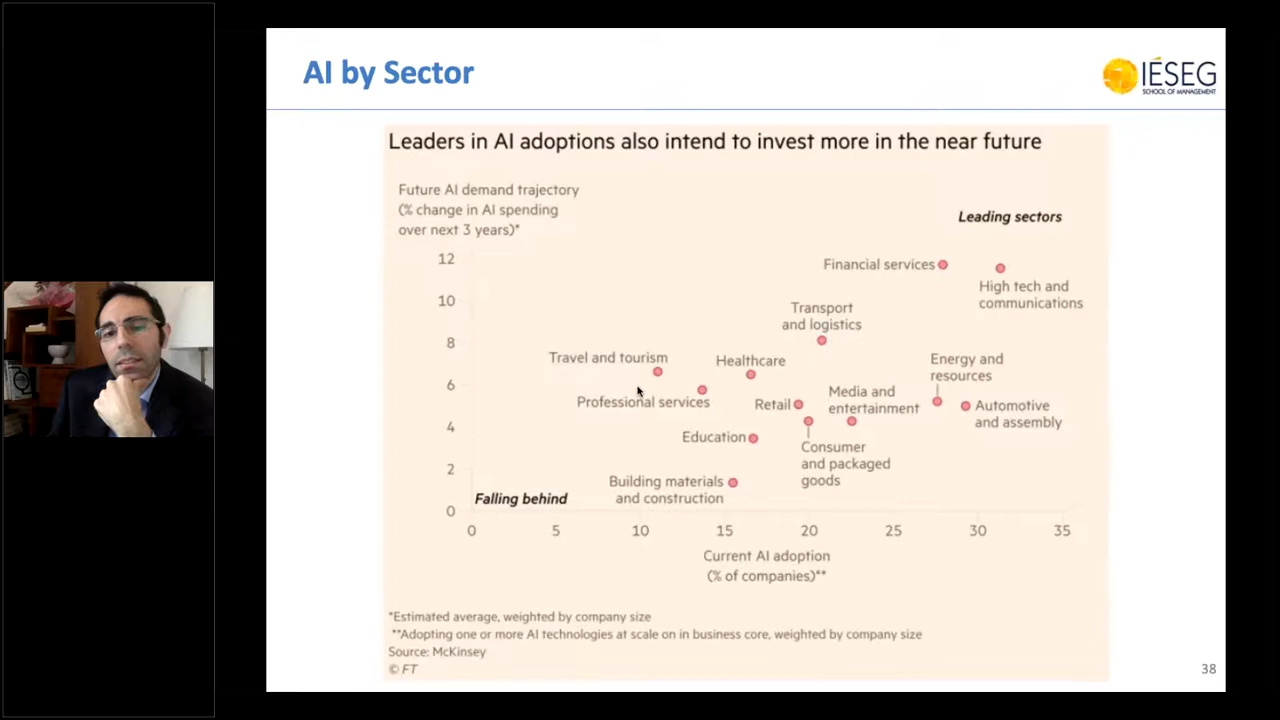 AI by Sector
IÉSEG
SCHOOL OF MANAGEMENT
Leaders in AI adoptions also intend to invest more in the near future
Future AI demand trajectory
(% change in AI spending
over next 3 years)*
Leading sectors
12
10
8
6
4
2
0
Financial services
High tech and
communications
Transport
and logistics
Travel and tourism
Healthcare
Energy and
resources
Professional services
Retail
Media and
entertainment
Automotive
and assembly
Education
Consumer
and packaged
goods
Building materials
and construction
Falling behind
0 5 10 15 20 25 30 35
Current AI adoption
(% of companies)**
*Estimated average, weighted by company size
**Adopting one or more AI technologies at scale on in business core, weighted by company size
Source: McKinsey
© FT
38